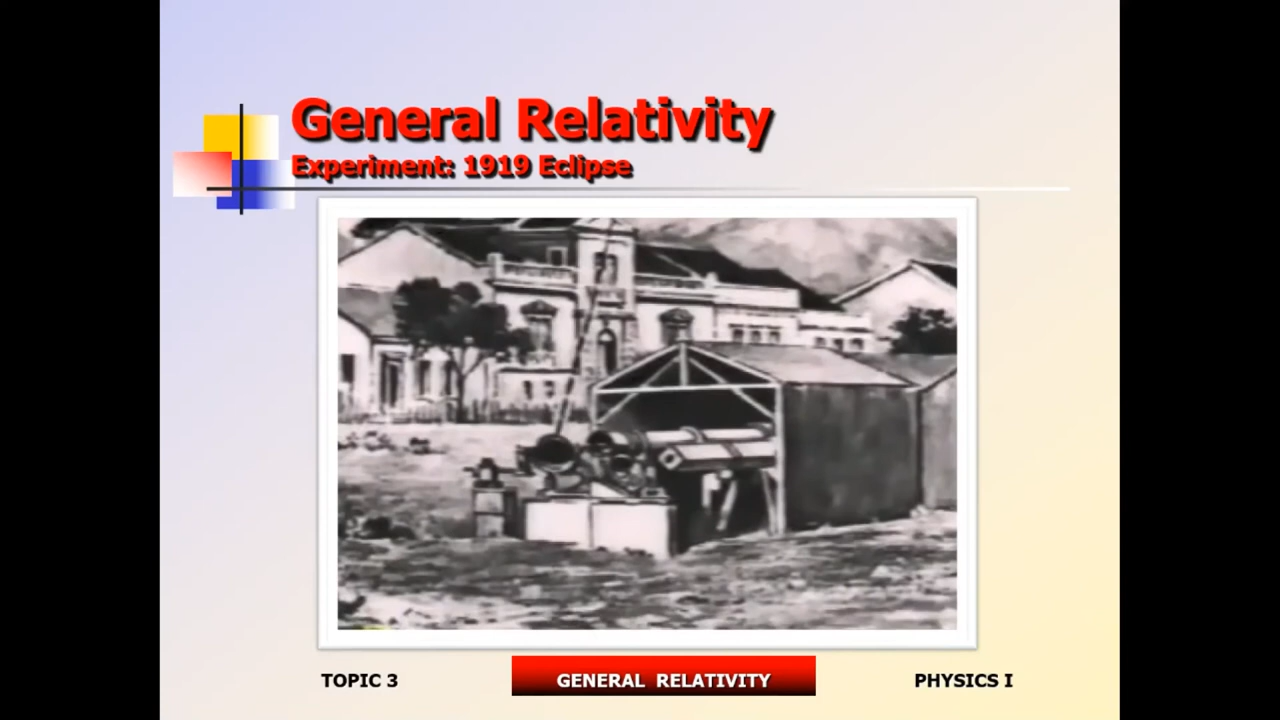 General Relativity
Experiment: 1919 Eclipse
TOPIC 3
GENERAL RELATIVITY
PHYSICS I